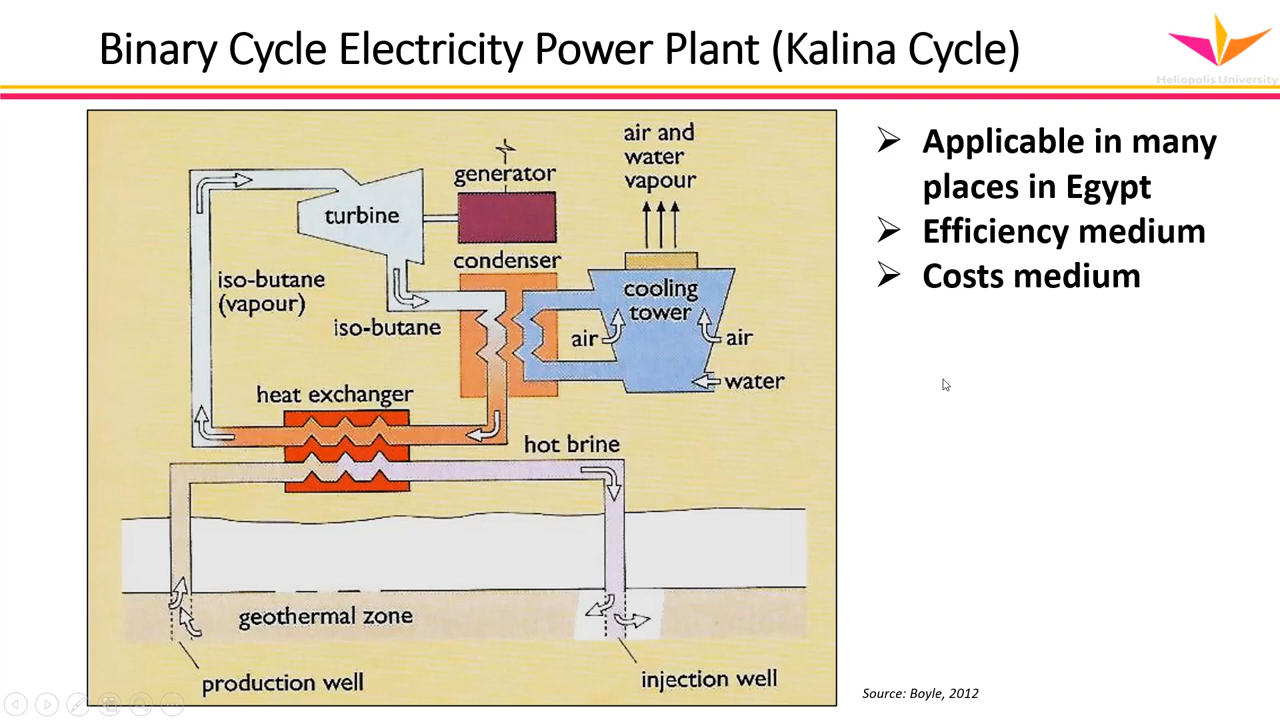 Binary Cycle Electricity Power Plant (Kalina Cycle)
Heliopolis University
air and
water
vapour
generator
turbine
condenser
iso-butane
(vapour)
cooling
tower
iso-butane
air
air
water
heat exchanger
hot brine
geothermal zone
production well
injection well
➢ Applicable in many
places in Egypt
➢ Efficiency medium
➢ Costs medium
Source: Boyle, 2012